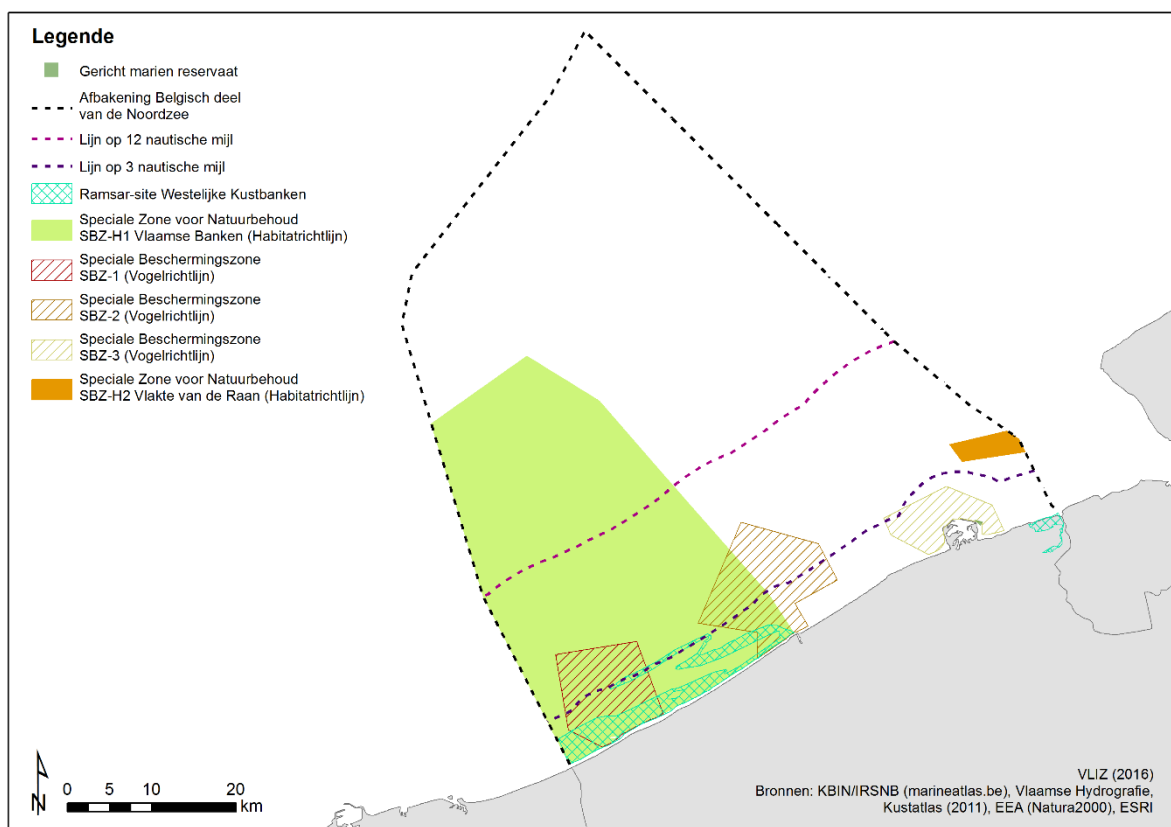 Legende
Gericht marien reservaat
Afbakening Belgisch deel
van de Noordzee
Lijn op 12 nautische mijl
Lijn op 3 nautische mijl
Ramsar-site Westelijke Kustbanken
Speciale Zone voor Natuurbehoud
SBZ-H1 Vlaamse Banken (Habitatrichtlijn)
Speciale Beschermingszone
SBZ-1 (Vogelrichtlijn)
Speciale Beschermingszone
SBZ-2 (Vogelrichtlijn)
Speciale Beschermingszone
SBZ-3 (Vogelrichtlijn)
Speciale Zone voor Natuurbehoud
SBZ-H2 Vlakte van de Raan (Habitatrichtlijn)
N
0 5 10 20
km
VLIZ (2016)
Bronnen: KBIN/IRSNB (marineatlas.be), Vlaamse Hydrografie,
Kustatlas (2011), EEA (Natura2000), ESRI